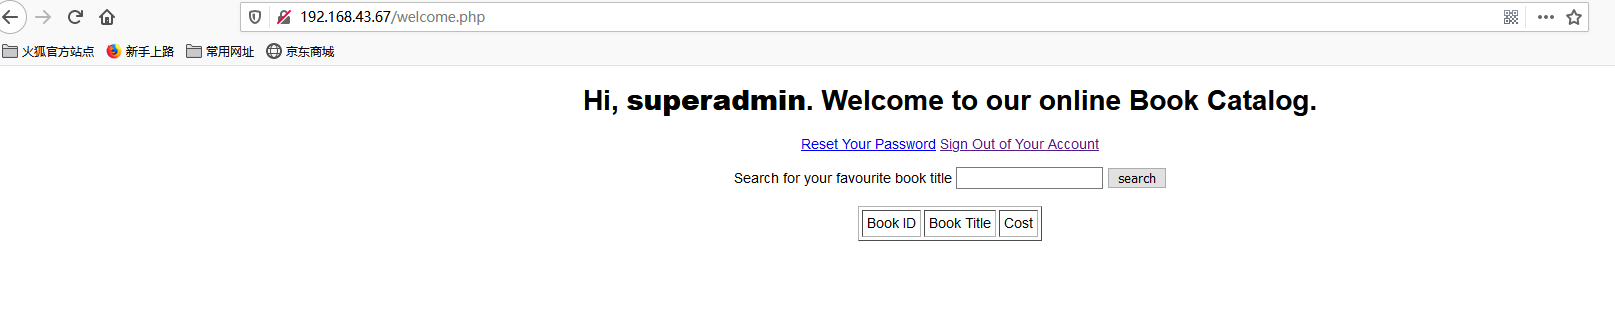 192.168.43.67/welcome.php
火狐官方站点 新手上路 常用网址 京东商城
Hi, superadmin. Welcome to our online Book Catalog.
Reset Your Password Sign Out of Your Account
Search for your favourite book title search
Book ID Book Title Cost